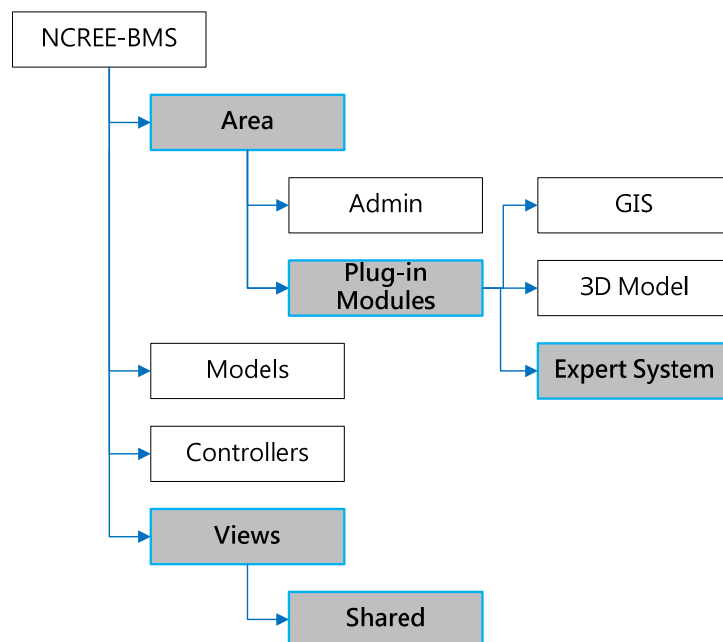 NCREE-BMS
Area
Admin
GIS
Plug-in
Modules
3D Model
Expert System
Models
Controllers
Views
Shared